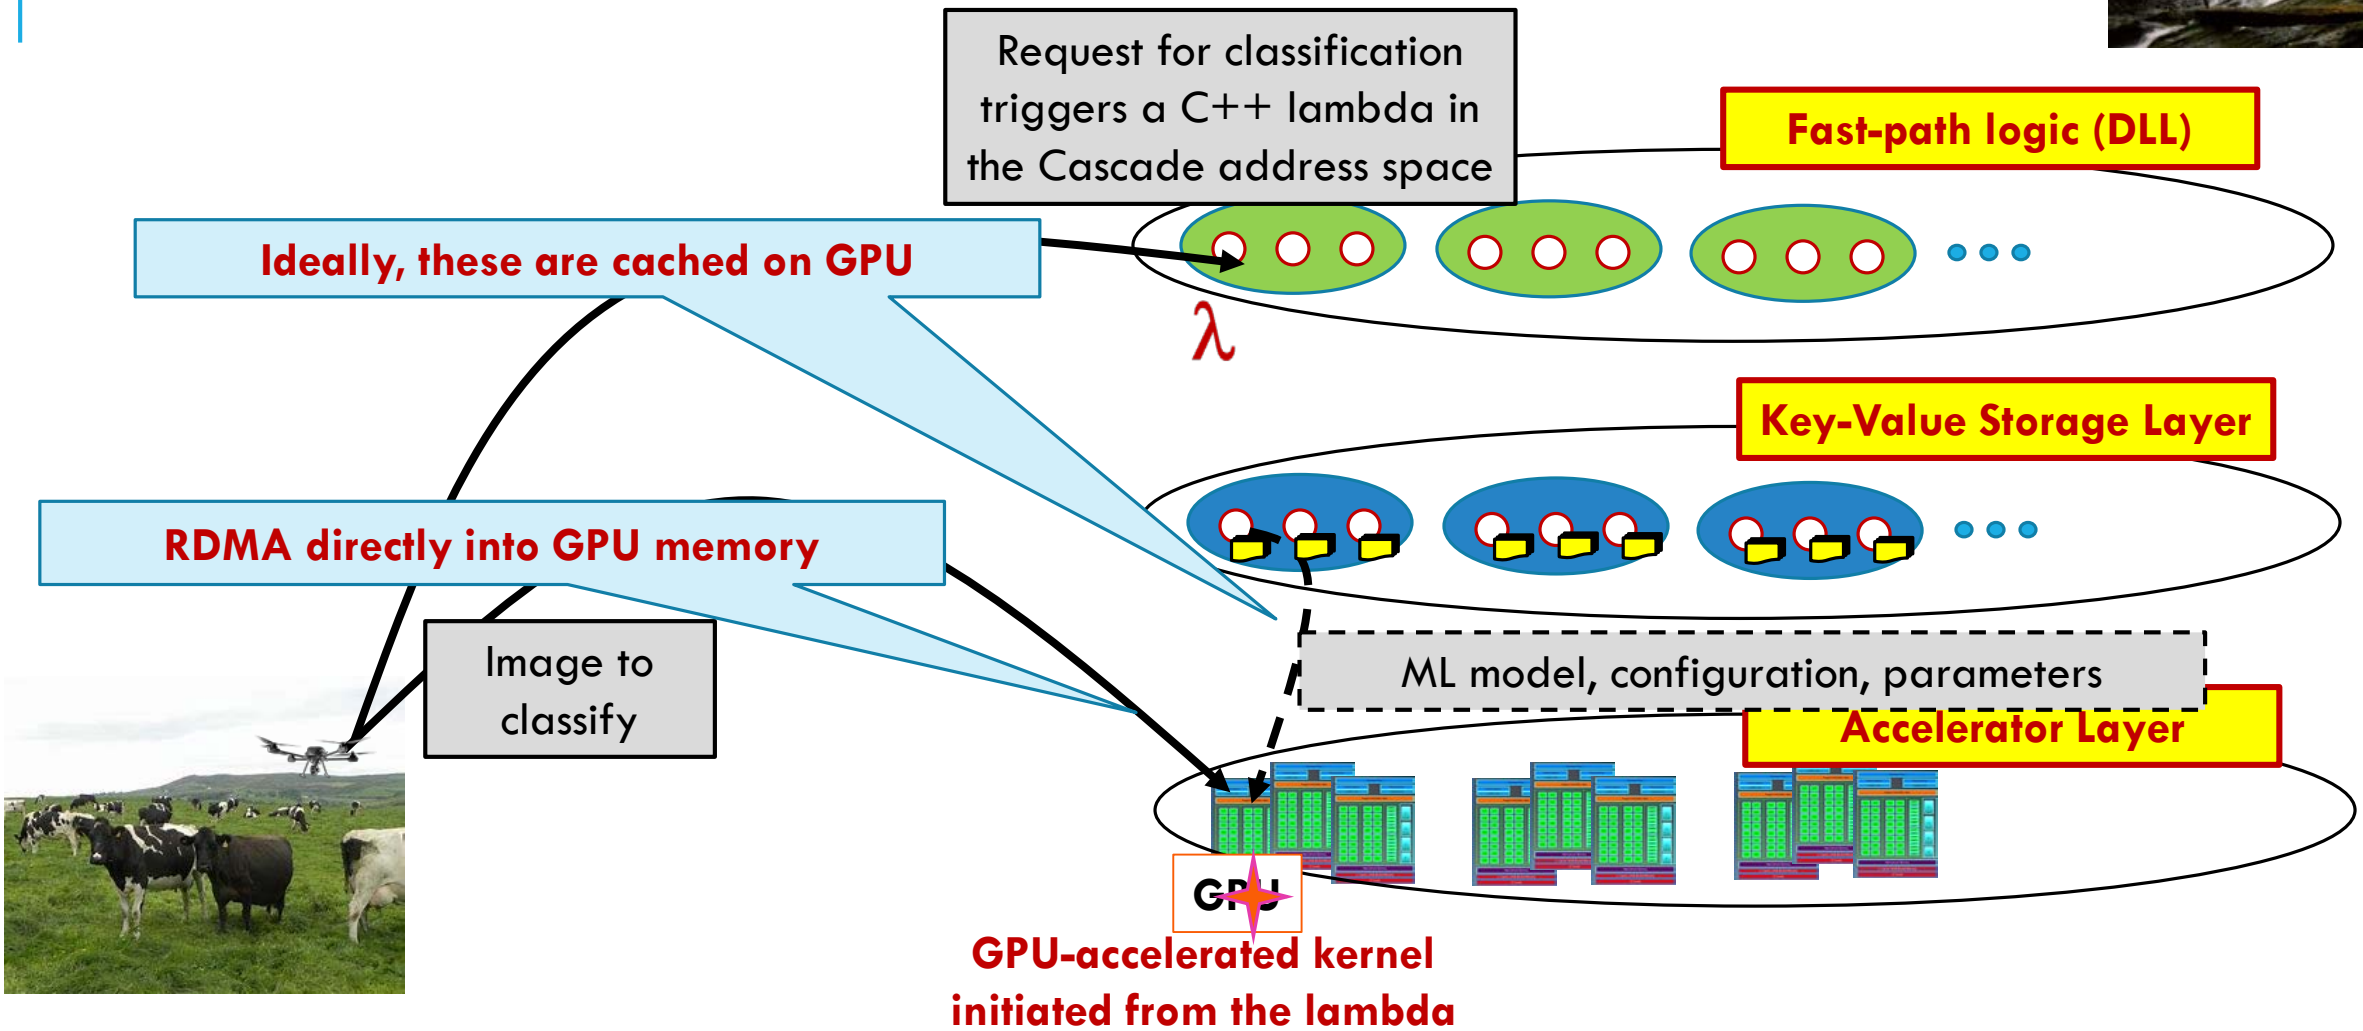 Request for classification
triggers a C++ lambda in
the Cascade address space
Fast-path logic (DLL)
Ideally, these are cached on GPU
λ
Key-Value Storage Layer
RDMA directly into GPU memory
Image to
classify
ML model, configuration, parameters
Accelerator Layer
GPU
GPU-accelerated kernel
initiated from the lambda